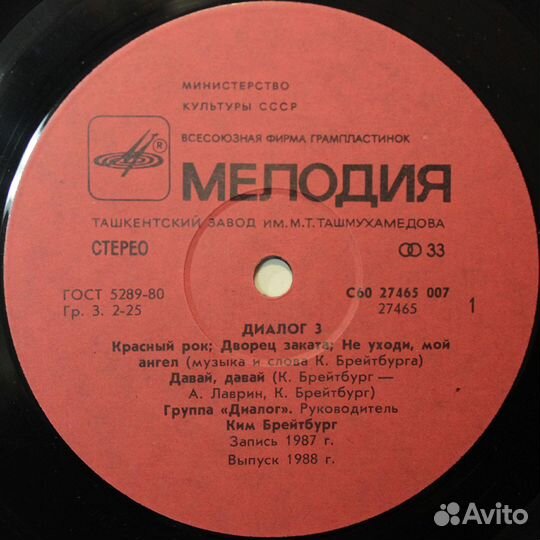 МИНИСТЕРСТВО
КУЛЬТУРЫ СССР
ВСЕСОЮЗНАЯ ФИРМА ГРАМПЛАСТИНОК
®
МЕЛОДИЯ
ТАШКЕНТСКИЙ ЗАВОД ИМ. М. Т. ТАШМУХАМЕДОВА
СТЕРЕО 33
ГОСТ 5289-80 С60 27465 007
Гр. 3. 2-25 27465 1
ДИАЛОГ 3
Красный рок; Дворец заката; Не уходи, мой
ангел (музыка и слова К. Брейтбурга)
Давай, давай (К. Брейтбург —
А. Лаврин, К. Брейтбург)
Группа «Диалог». Руководитель
Ким Брейтбург
Запись 1987 г.
Выпуск 1988 г.
Avito